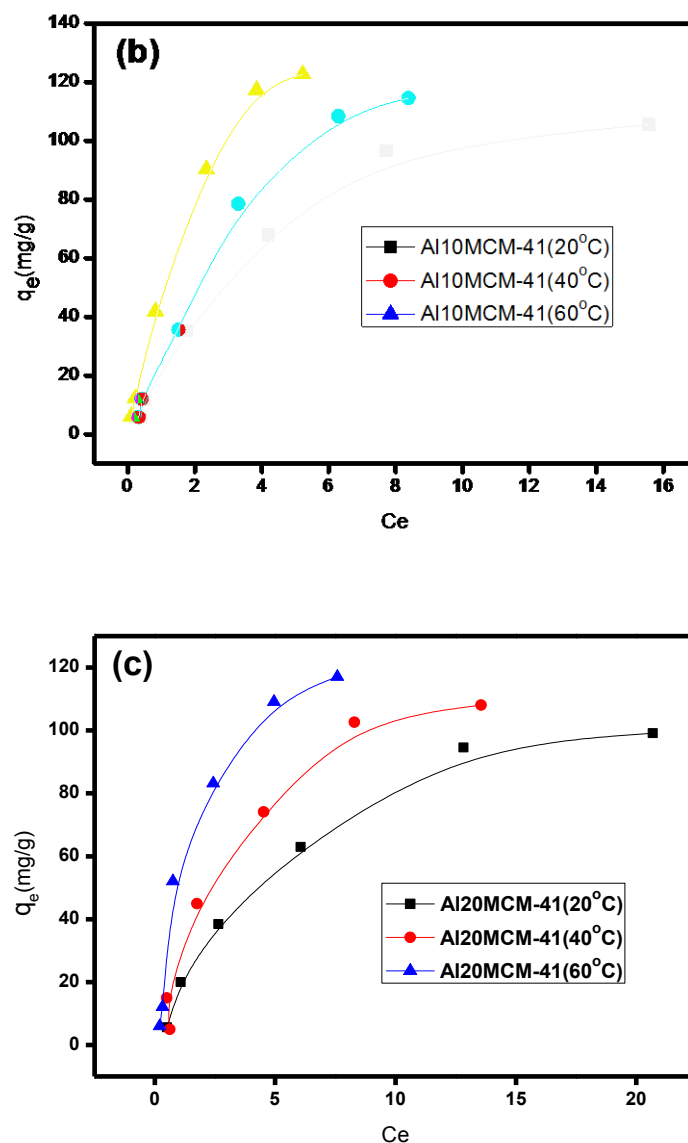 140
(b)
120
100
80
60
40
20
0
qe(mg/g)
Al10MCM-41(20°C)
Al10MCM-41(40°C)
Al10MCM-41(60°C)
0 2 4 6 8 10 12 14 16
Ce
(c)
120
100
80
60
40
20
0
qe(mg/g)
Al20MCM-41(20°C)
Al20MCM-41(40°C)
Al20MCM-41(60°C)
0 5 10 15 20
Ce